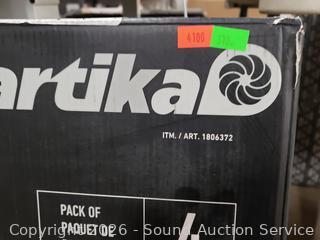 4100
artika
ITM. / ART. 1806372
PACK OF
PAQUET DE
4
Copyright 2026 - Sound Auction Service